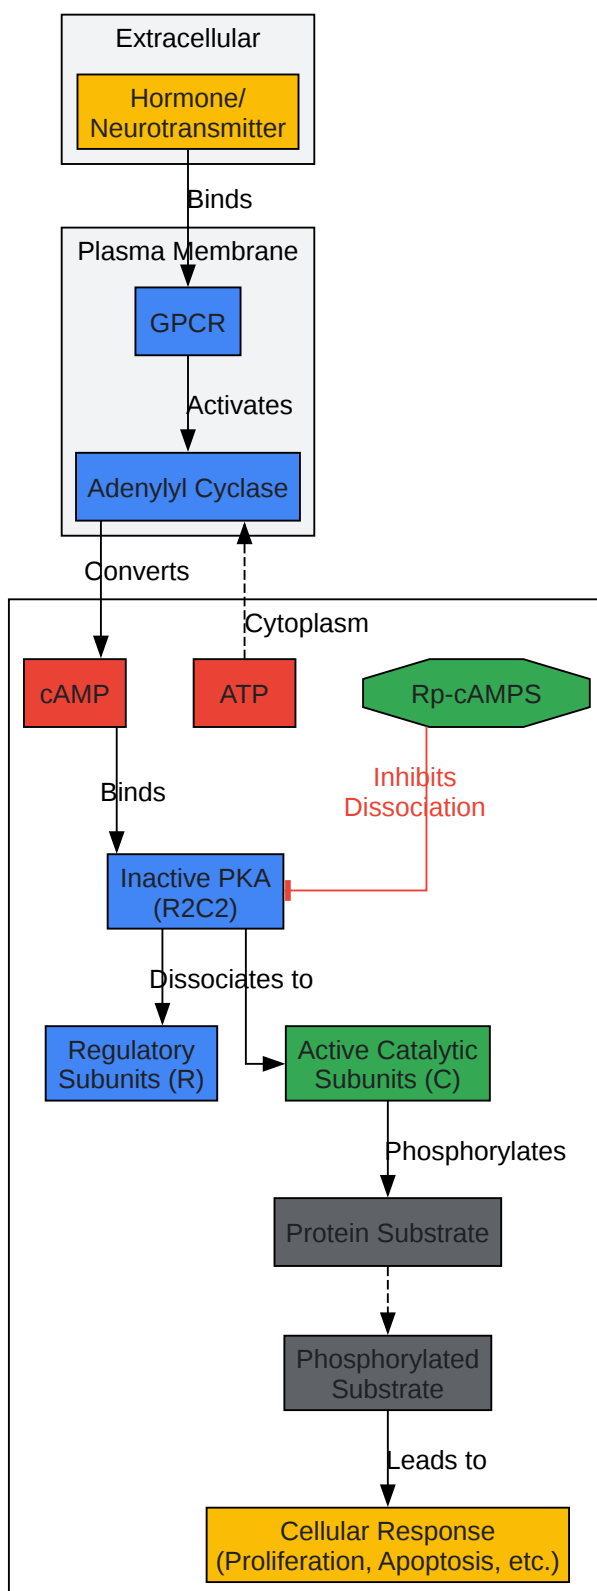 Extracellular
Hormone/
Neurotransmitter
Binds
Plasma Membrane
GPCR
Activates
Adenylyl Cyclase
Converts
Cytoplasm
cAMP
ATP
Rp-cAMPS
Inhibits
Dissociation
Binds
Inactive PKA
(R2C2)
Dissociates to
Regulatory
Subunits (R)
Active Catalytic
Subunits (C)
Phosphorylates
Protein Substrate
Phosphorylated
Substrate
Leads to
Cellular Response
(Proliferation, Apoptosis, etc.)